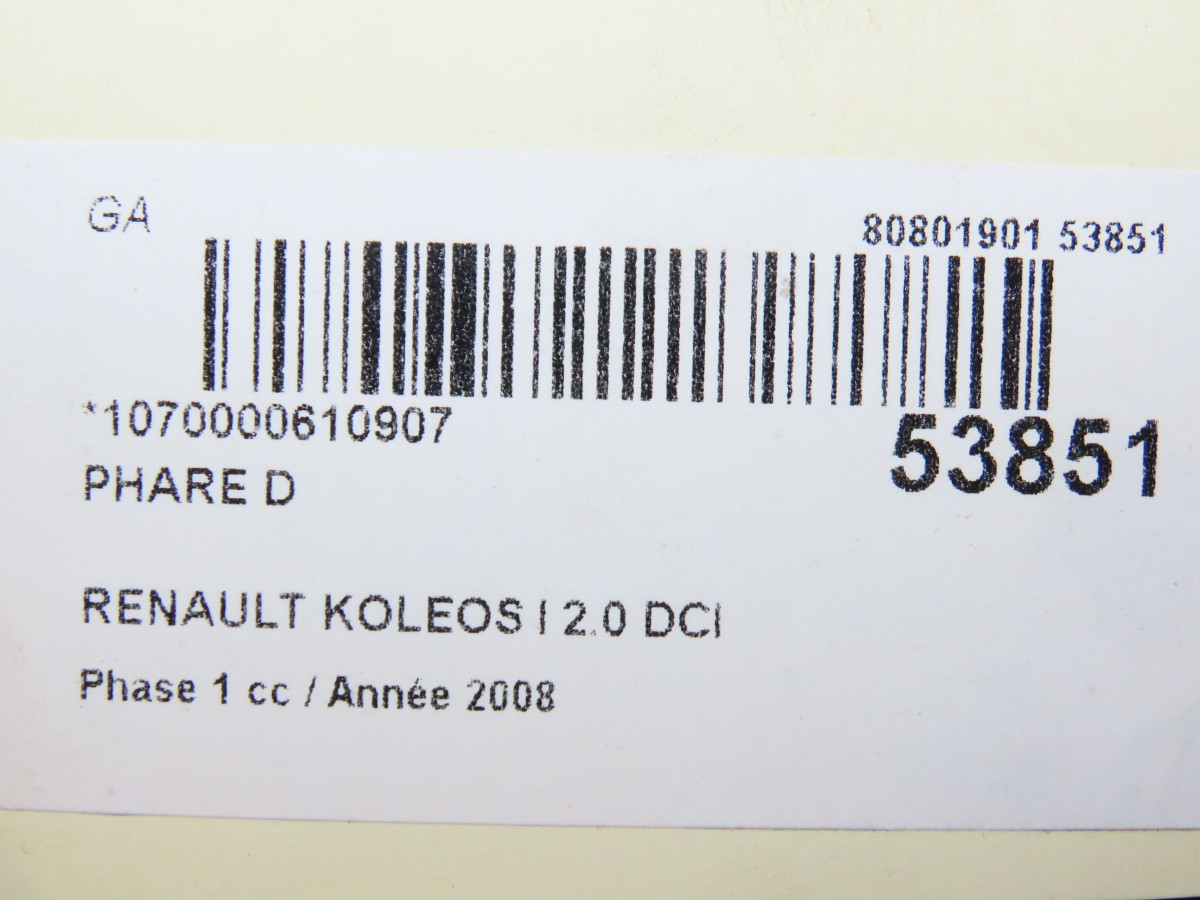 GA
80801901 53851
*1070000610907
53851
PHARE D
RENAULT KOLEOS I 2.0 DCI
Phase 1 cc / Année 2008